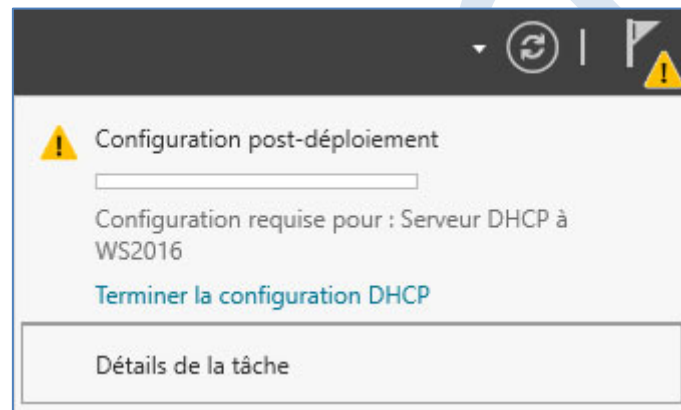 Configuration post-déploiement
Configuration requise pour : Serveur DHCP à
WS2016
Terminer la configuration DHCP
Détails de la tâche